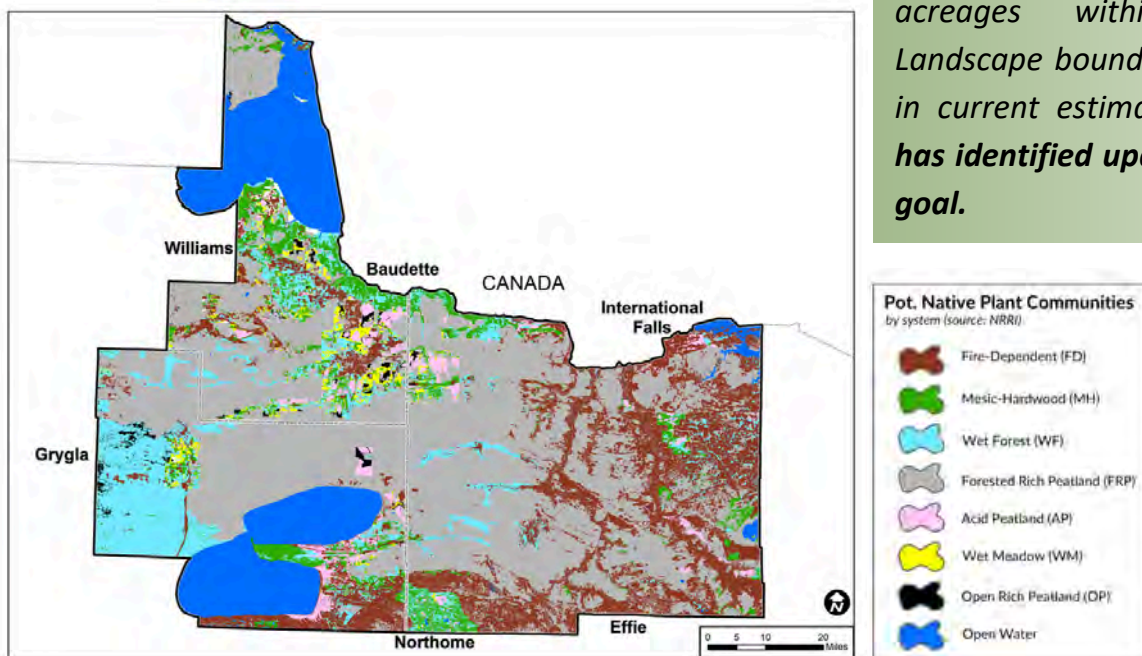 acreages within
Landscape bound
in current estima
has identified upd
goal.
Williams
Baudette
CANADA
International
Falls
Grygla
Northome
Effie
N
0 5 10 20
Miles
Pot. Native Plant Communities
by system (source: NRRI)
Fire-Dependent (FD)
Mesic-Hardwood (MH)
Wet Forest (WF)
Forested Rich Peatland (FRP)
Acid Peatland (AP)
Wet Meadow (WM)
Open Rich Peatland (OP)
Open Water